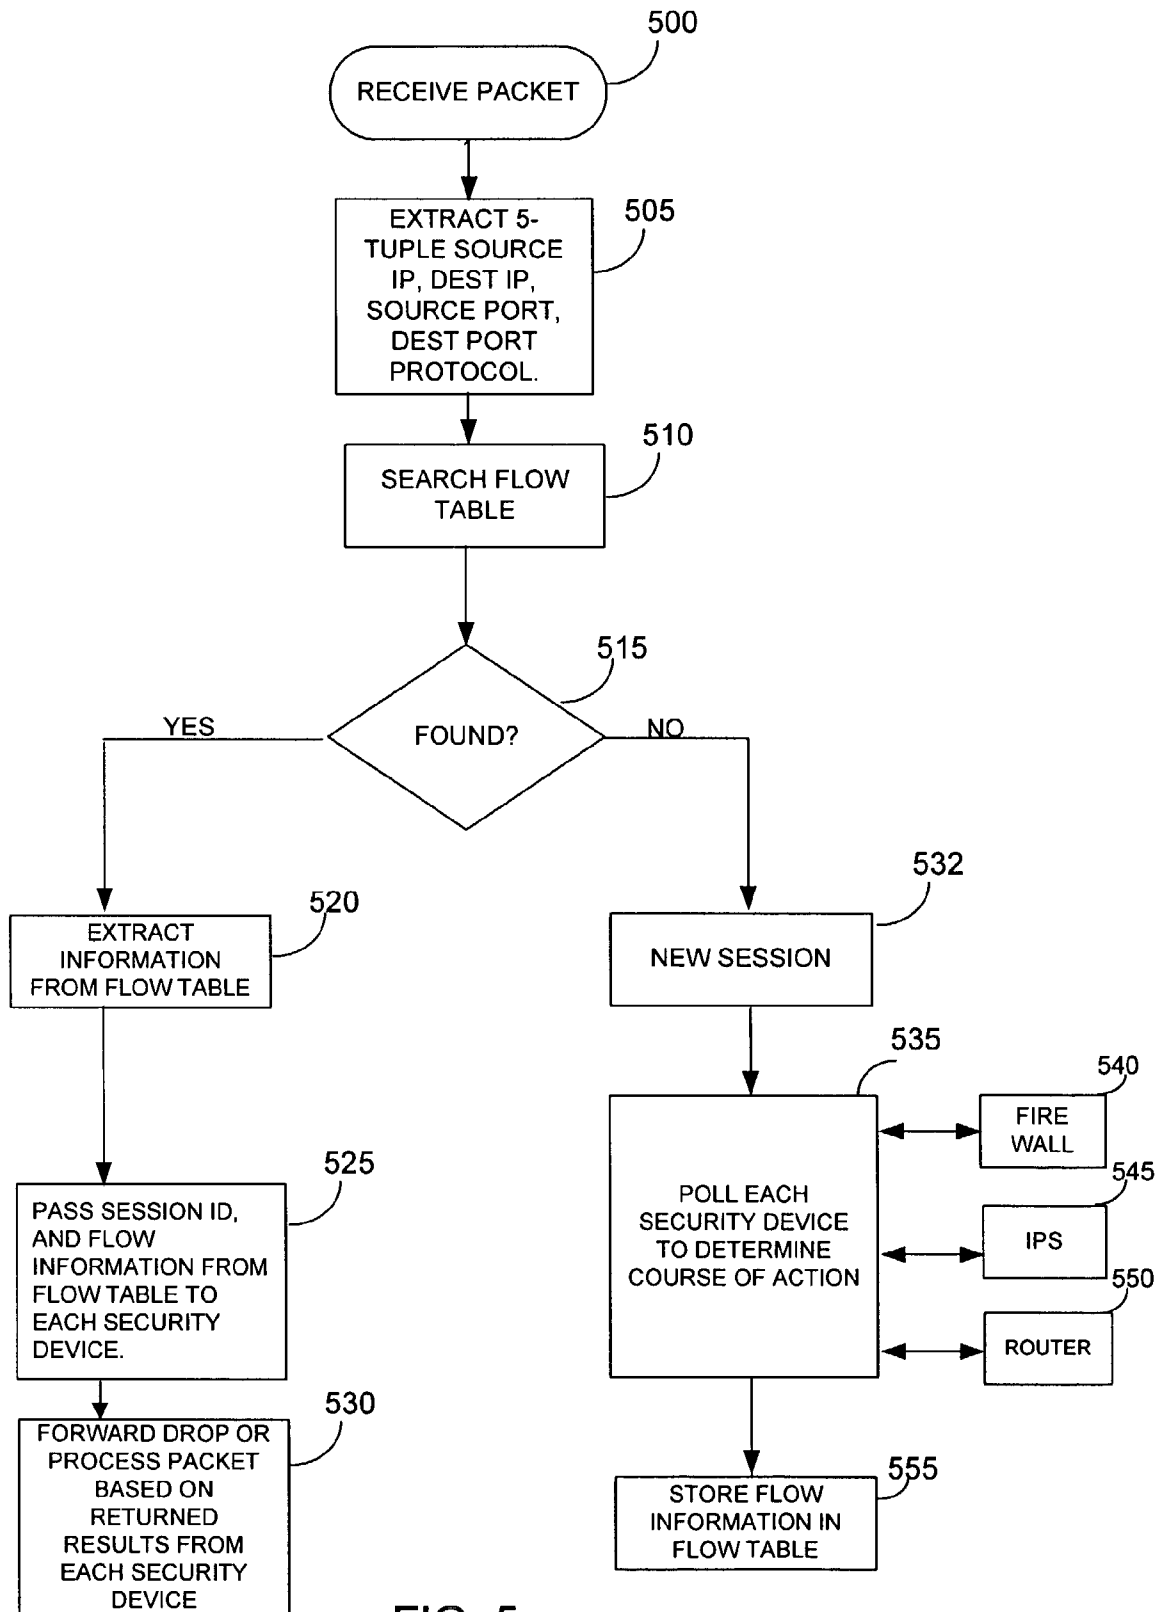 500
RECEIVE PACKET
505
EXTRACT 5-
TUPLE SOURCE
IP, DEST IP,
SOURCE PORT,
DEST PORT
PROTOCOL.
510
SEARCH FLOW
TABLE
515
FOUND?
YES
NO
520
EXTRACT
INFORMATION
FROM FLOW TABLE
525
PASS SESSION ID,
AND FLOW
INFORMATION FROM
FLOW TABLE TO
EACH SECURITY
DEVICE.
530
FORWARD DROP OR
PROCESS PACKET
BASED ON
RETURNED
RESULTS FROM
EACH SECURITY
DEVICE
532
NEW SESSION
535
POLL EACH
SECURITY DEVICE
TO DETERMINE
COURSE OF ACTION
540
FIRE
WALL
545
IPS
550
ROUTER
555
STORE FLOW
INFORMATION IN
FLOW TABLE
FIG. 5